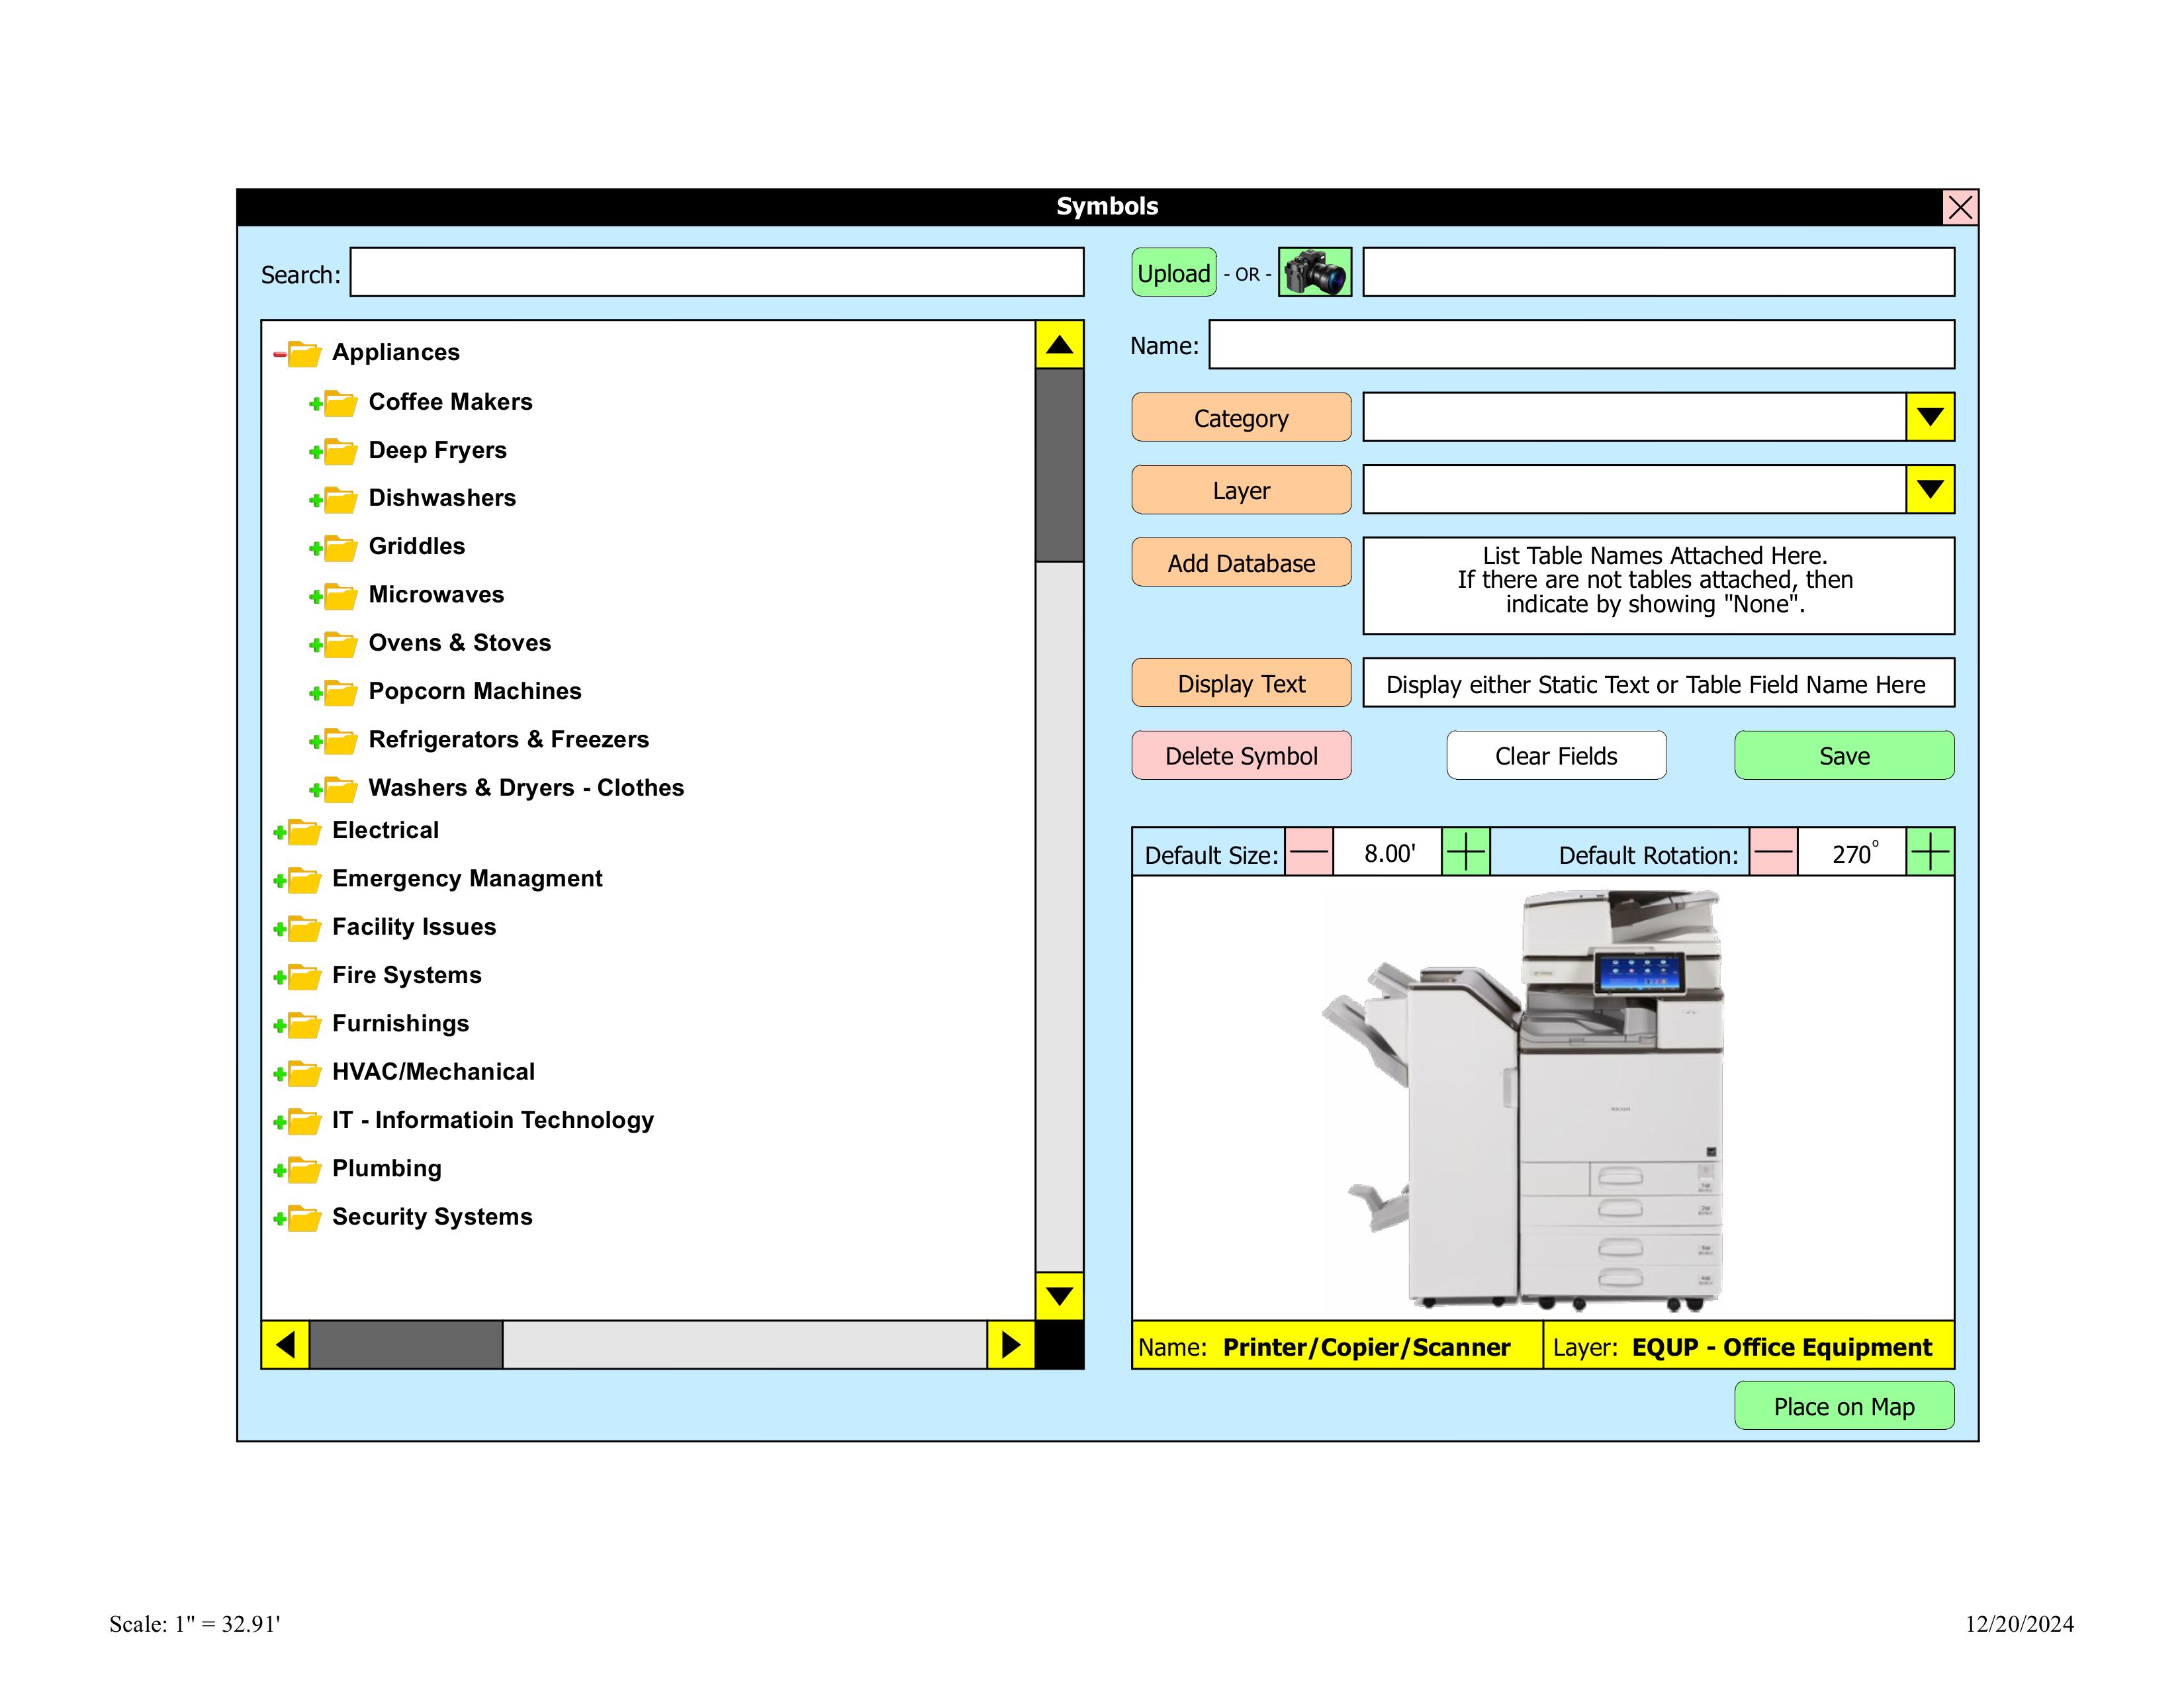 Symbols
Search:
Upload - OR -
Name:
Appliances
Coffee Makers
Deep Fryers
Dishwashers
Griddles
Microwaves
Ovens & Stoves
Popcorn Machines
Refrigerators & Freezers
Washers & Dryers - Clothes
Electrical
Emergency Managment
Facility Issues
Fire Systems
Furnishings
HVAC/Mechanical
IT - Informatioin Technology
Plumbing
Security Systems
Category
Layer
Add Database
List Table Names Attached Here.
If there are not tables attached, then
indicate by showing "None".
Display Text
Display either Static Text or Table Field Name Here
Delete Symbol
Clear Fields
Save
Default Size: 8.00'
Default Rotation: 270°
Name: Printer/Copier/Scanner
Layer: EQUP - Office Equipment
Place on Map
Scale: 1" = 32.91'
12/20/2024